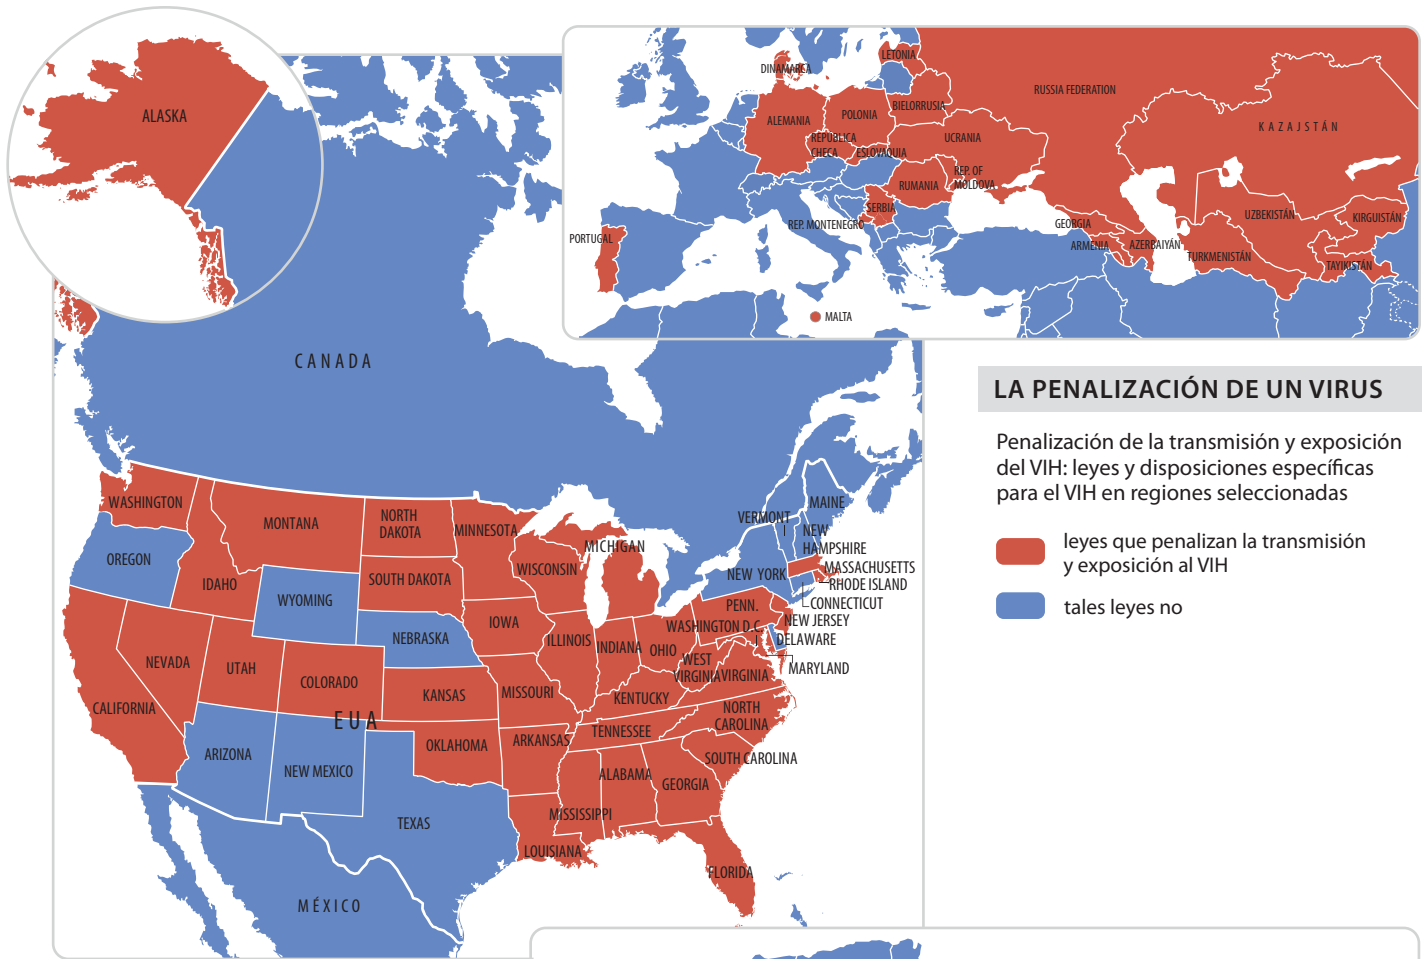 ALASKA
LETONIA
DINAMARCA
RUSSIA FEDERATION
ALEMANIA
POLONIA
BIELORRUSIA
KAZAJSTÁN
REPÚBLICA
CHECA
ESLOVAQUIA
UCRANIA
REP. OF
MOLDOVA
RUMANIA
SERBIA
REP. MONTENEGRO
PORTUGAL
GEORGIA
ARMENIA
AZERBAIYÁN
UZBEKISTÁN
KIRGUISTÁN
TURKMENISTÁN
TAYIKISTÁN
MALTA
CANADA
LA PENALIZACIÓN DE UN VIRUS
Penalización de la transmisión y exposición
del VIH: leyes y disposiciones específicas
para el VIH en regiones seleccionadas
leyes que penalizan la transmisión
y exposición al VIH
tales leyes no
WASHINGTON
MONTANA
NORTH
DAKOTA
MINNESOTA
MICHIGAN
VERMONT
MAINE
NEW
HAMPSHIRE
MASSACHUSETTS
RHODE ISLAND
CONNECTICUT
NEW YORK
OREGON
IDAHO
SOUTH DAKOTA
WISCONSIN
WYOMING
NEBRASKA
IOWA
ILLINOIS
INDIANA
OHIO
PENN.
NEW JERSEY
WASHINGTON D.C.
DELAWARE
MARYLAND
WEST
VIRGINIA
VIRGINIA
NEVADA
UTAH
COLORADO
KANSAS
MISSOURI
KENTUCKY
CALIFORNIA
EUA
NORTH
CAROLINA
TENNESSEE
ARIZONA
NEW MEXICO
OKLAHOMA
ARKANSAS
SOUTH CAROLINA
ALABAMA
GEORGIA
MISSISSIPPI
TEXAS
LOUISIANA
FLORIDA
MÉXICO